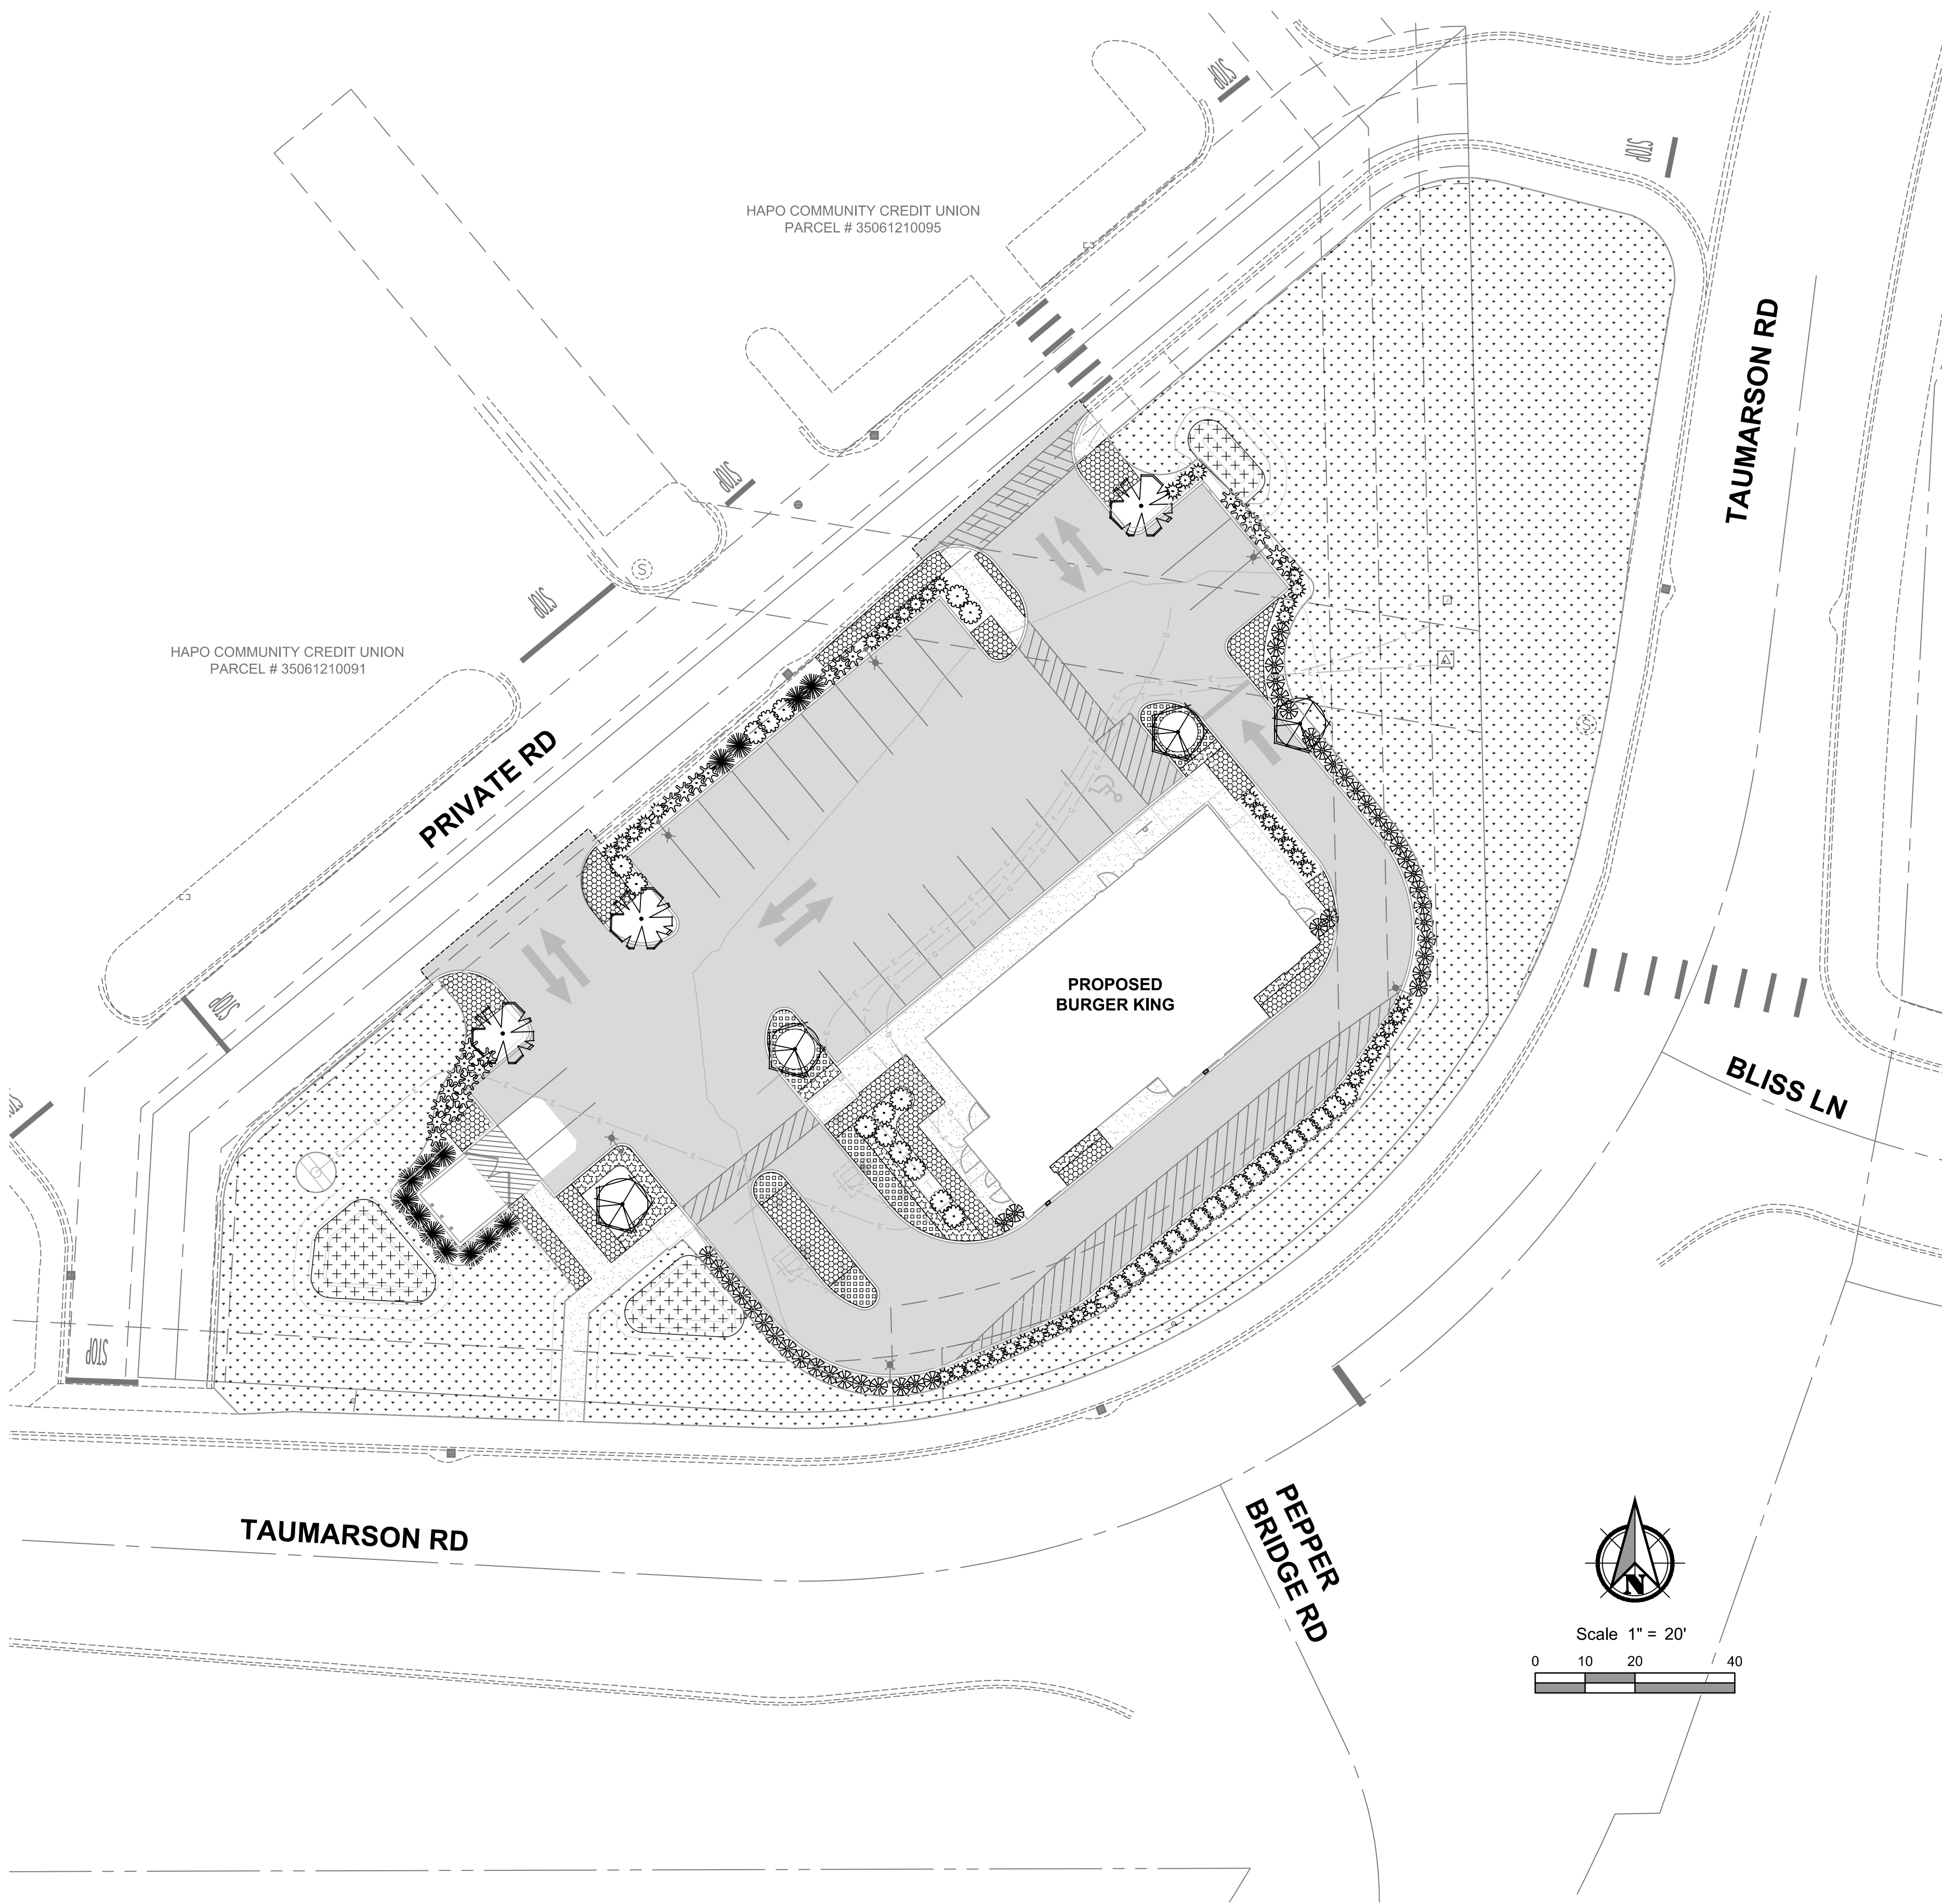 STOP
STOP
HAPO COMMUNITY CREDIT UNION
PARCEL # 35061210095
TAUMARSON RD
STOP
S
STOP
HAPO COMMUNITY CREDIT UNION
PARCEL # 35061210091
S
PRIVATE RD
PROPOSED
BURGER KING
STOP
BLISS LN
STOP
STOP
TAUMARSON RD
PEPPER
BRIDGE RD
N
Scale 1" = 20'
0 10 20 40